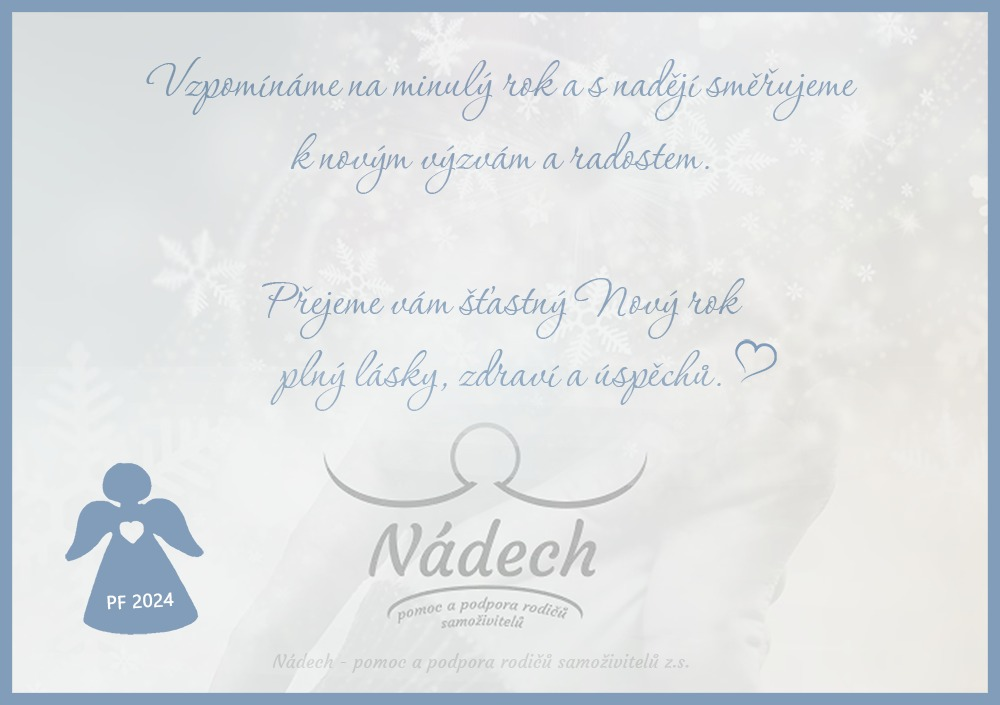 Vzpomínáme na minulý rok a s nadějí směřujeme
k novým výzvám a radostem.
Přejeme vám šťastný Nový rok
plný lásky, zdraví a úspěchů.
Nádech
pomoc a podpora rodičů
samoživitelů
PF 2024
Nádech - pomoc a podpora rodičů samoživitelů z.s.